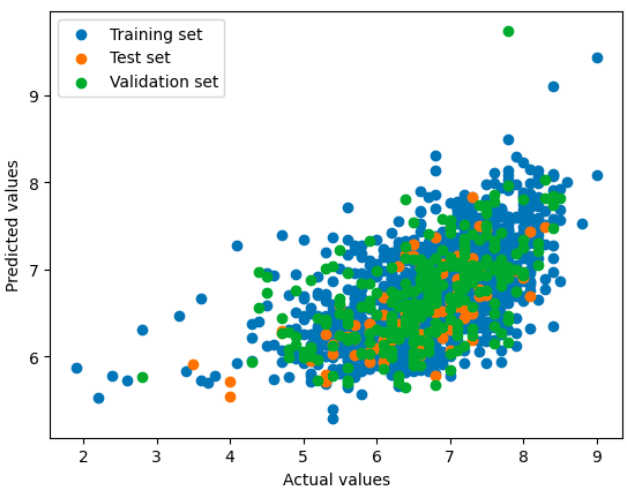 Training set
Test set
Validation set
9
8
7
6
Predicted values
2 3 4 5 6 7 8 9
Actual values